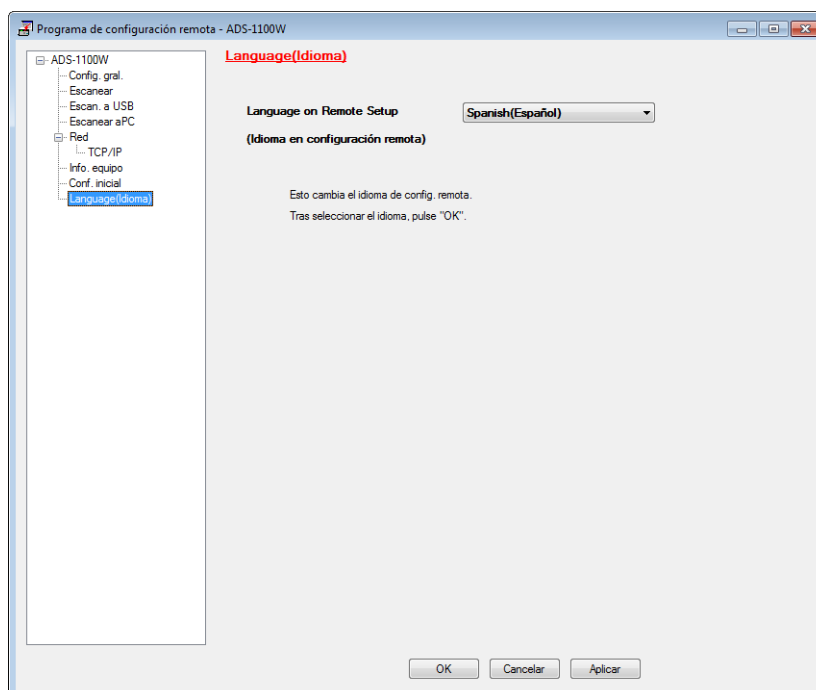 Programa de configuración remota - ADS-1100W
ADS-1100W
Config. gral.
Escanear
Escan. a USB
Escanear aPC
Red
TCP/IP
Info. equipo
Conf. inicial
Language(Idioma)
Language(Idioma)
Language on Remote Setup
Spanish(Español)
(Idioma en configuración remota)
Esto cambia el idioma de config. remota.
Tras seleccionar el idioma, pulse "OK".
OK
Cancelar
Aplicar